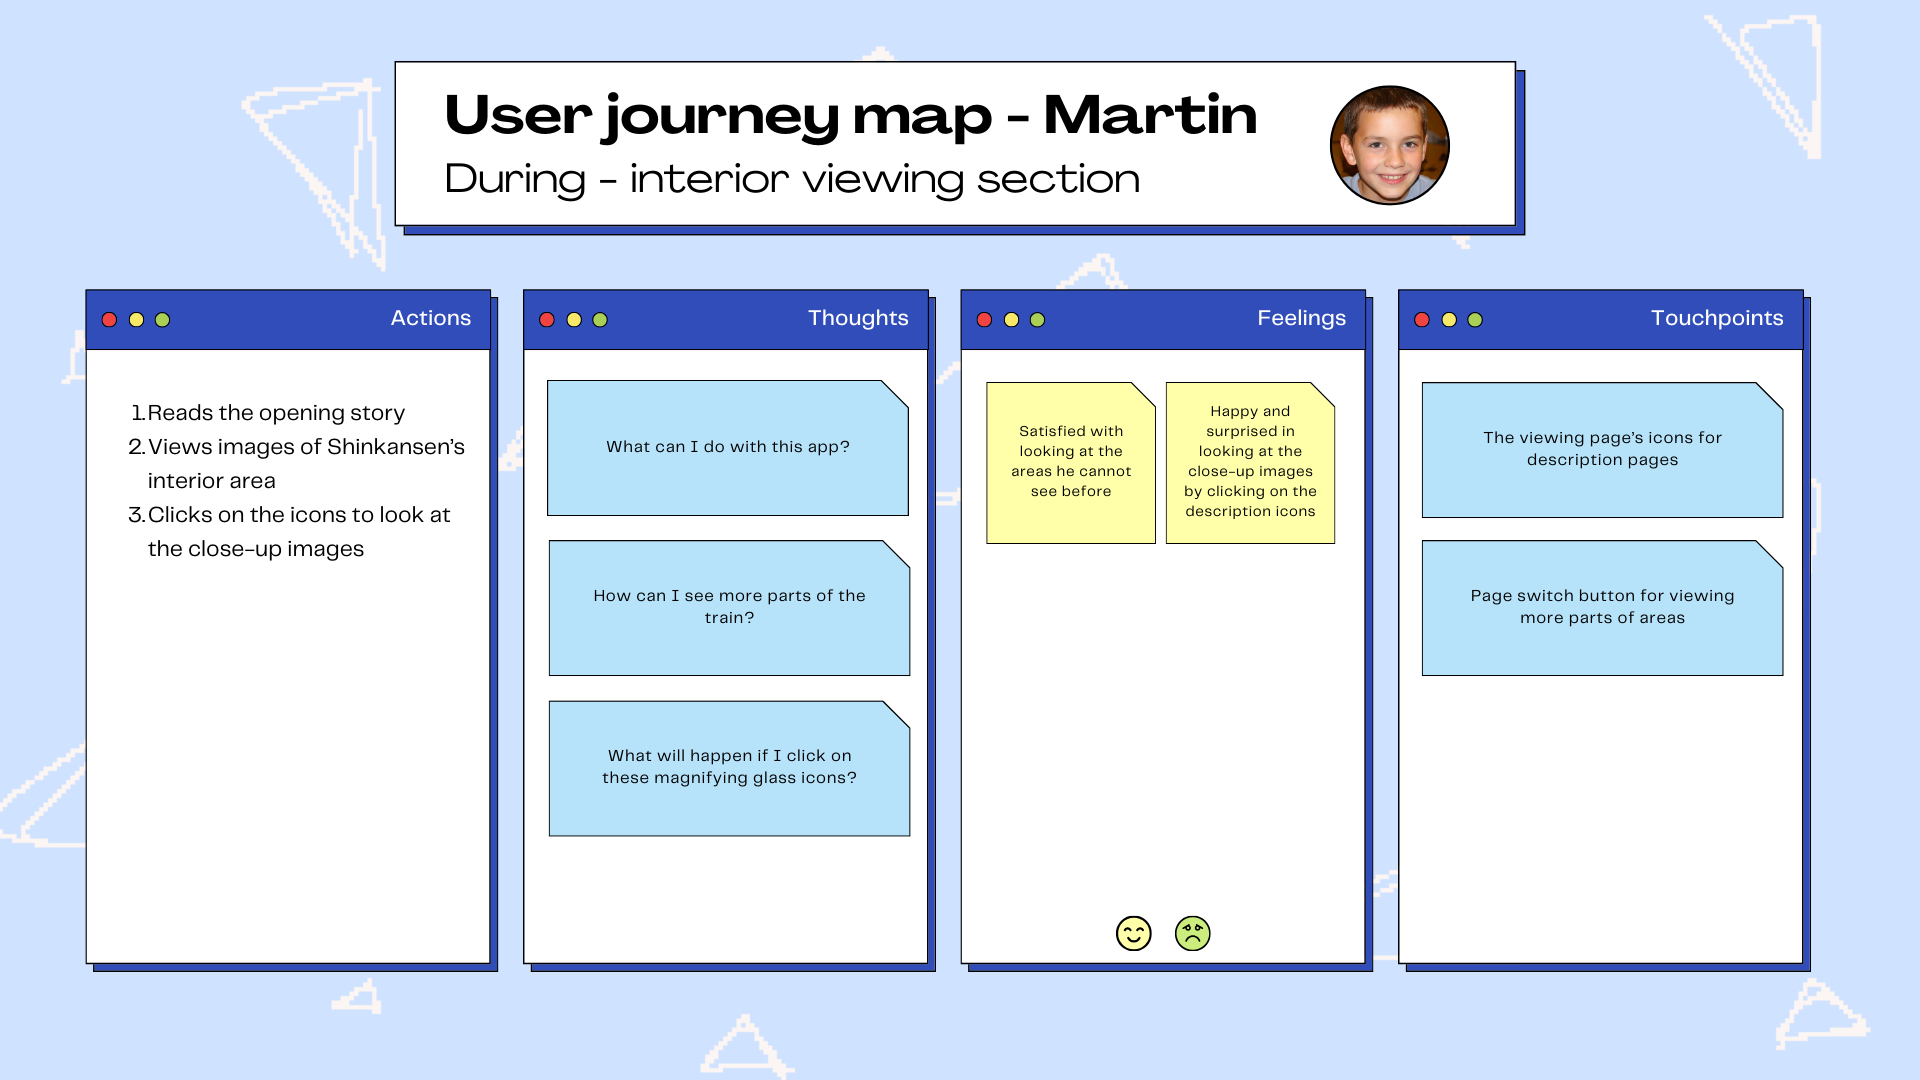 User journey map - Martin
During - interior viewing section
Actions
1.Reads the opening story
2.Views images of Shinkansen’s
interior area
3.Clicks on the icons to look at
the close-up images
Thoughts
What can I do with this app?
How can I see more parts of the
train?
What will happen if I click on
these magnifying glass icons?
Feelings
Satisfied with
looking at the
areas he cannot
see before
Happy and
surprised in
looking at the
close-up images
by clicking on the
description icons
Touchpoints
The viewing page’s icons for
description pages
Page switch button for viewing
more parts of areas